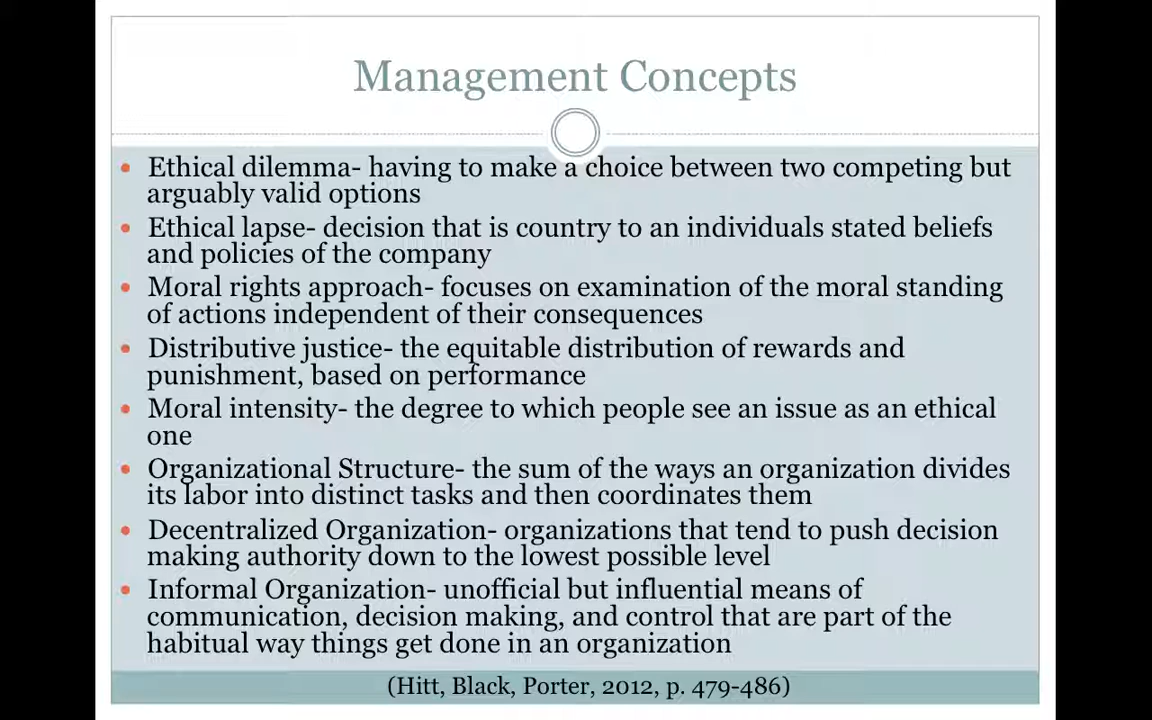 Management Concepts
• Ethical dilemma- having to make a choice between two competing but
arguably valid options
• Ethical lapse- decision that is country to an individuals stated beliefs
and policies of the company
• Moral rights approach- focuses on examination of the moral standing
of actions independent of their consequences
• Distributive justice- the equitable distribution of rewards and
punishment, based on performance
• Moral intensity- the degree to which people see an issue as an ethical
one
• Organizational Structure- the sum of the ways an organization divides
its labor into distinct tasks and then coordinates them
• Decentralized Organization- organizations that tend to push decision
making authority down to the lowest possible level
• Informal Organization- unofficial but influential means of
communication, decision making, and control that are part of the
habitual way things get done in an organization
(Hitt, Black, Porter, 2012, p. 479-486)